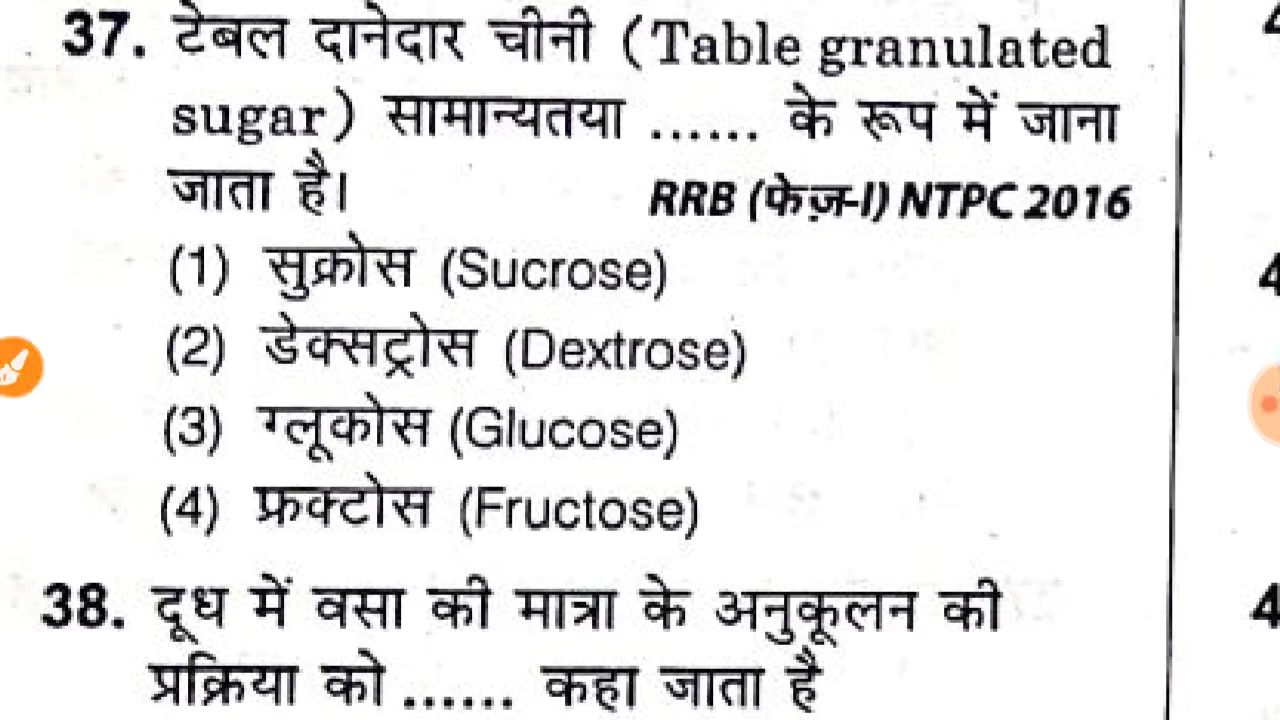 37. टेबल दानेदार चीनी (Table granulated
sugar) सामान्यतया ...... के रूप में जाना
जाता है।
RRB (फेज़-I) NTPC 2016
(1) सुक्रोस (Sucrose)
(2) डेक्सट्रोस (Dextrose)
(3) ग्लूकोस (Glucose)
(4) फ्रक्टोस (Fructose)
38. दूध में वसा की मात्रा के अनुकूलन की
प्रक्रिया को ...... कहा जाता है